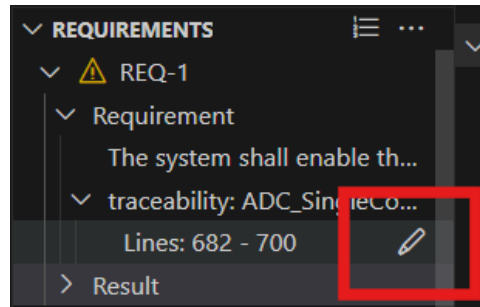 REQUIREMENTS
REQ-1
Requirement
The system shall enable th...
traceability: ADC_SingleCo...
Lines: 682 - 700
Result